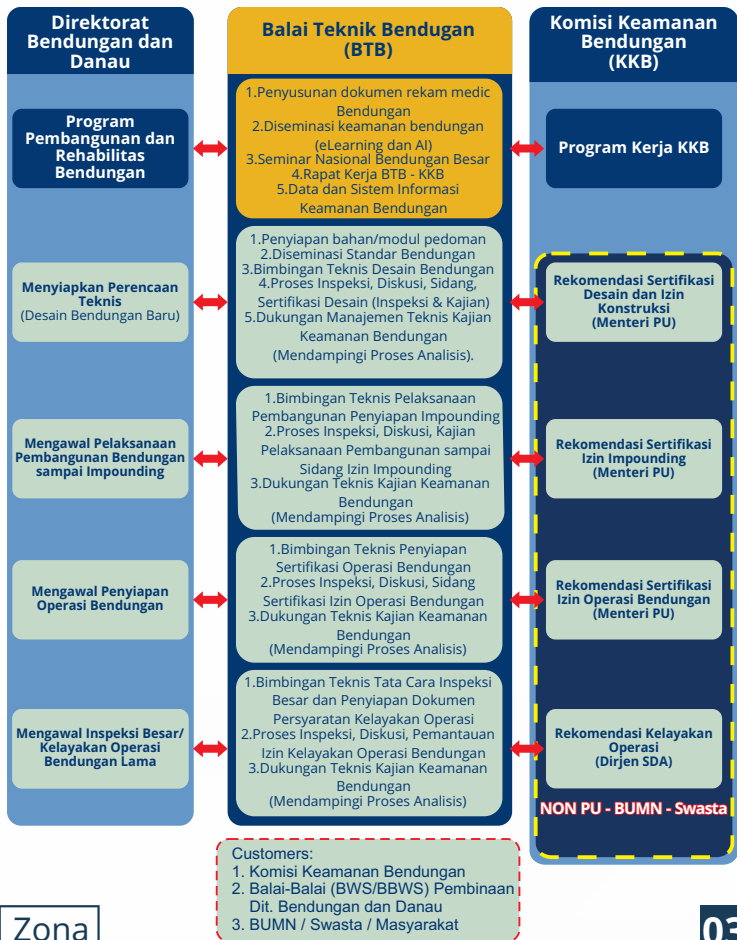 Direktorat
Bendungan dan
Danau
Program
Pembangunan dan
Rehabilitas
Bendungan
Menyiapkan Perencaan
Teknis
(Desain Bendungan Baru)
Mengawal Pelaksanaan
Pembangunan Bendungan
sampai Impounding
Mengawal Penyiapan
Operasi Bendungan
Mengawal Inspeksi Besar/
Kelayakan Operasi
Bendungan Lama
Balai Teknik Bendugan
(BTB)
1.Penyusunan dokumen rekam medic
Bendungan
2.Diseminasi keamanan bendungan
(eLearning dan AI)
3.Seminar Nasional Bendungan Besar
4.Rapat Kerja BTB - KKB
5.Data dan Sistem Informasi
Keamanan Bendungan
1.Penyiapan bahan/modul pedoman
2.Diseminasi Standar Bendungan
3.Bimbingan Teknis Desain Bendungan
4.Proses Inspeksi, Diskusi, Sidang,
Sertifikasi Desain (Inspeksi & Kajian)
5.Dukungan Manajemen Teknis Kajian
Keamanan Bendungan
(Mendampingi Proses Analisis).
1.Bimbingan Teknis Pelaksanaan
Pembangunan Penyiapan Impounding
2.Proses Inspeksi, Diskusi, Kajian
Pelaksanaan Pembangunan sampai
Sidang Izin Impounding
3.Dukungan Teknis Kajian Keamanan
Bendungan
(Mendampingi Proses Analisis)
1.Bimbingan Teknis Penyiapan
Sertifikasi Operasi Bendungan
2.Proses Inspeksi, Diskusi, Sidang
Sertifikasi Izin Operasi Bendungan
3.Dukungan Teknis Kajian Keamanan
Bendungan
(Mendampingi Proses Analisis)
1.Bimbingan Teknis Tata Cara Inspeksi
Besar dan Penyiapan Dokumen
Persyaratan Kelayakan Operasi
2.Proses Inspeksi, Diskusi, Pemantauan
Izin Kelayakan Operasi Bendungan
3.Dukungan Teknis Kajian Keamanan
Bendungan
(Mendampingi Proses Analisis)
Komisi Keamanan
Bendungan
(KKB)
Program Kerja KKB
Rekomendasi Sertifikasi
Desain dan Izin
Konstruksi
(Menteri PU)
Rekomendasi Sertifikasi
Izin Impounding
(Menteri PU)
Rekomendasi Sertifikasi
Izin Operasi Bendungan
(Menteri PU)
Rekomendasi Kelayakan
Operasi
(Dirjen SDA)
NON PU - BUMN - Swasta
Customers:
1. Komisi Keamanan Bendungan
2. Balai-Balai (BWS/BBWS) Pembinaan
Dit. Bendungan dan Danau
3. BUMN / Swasta / Masyarakat
Zona
03